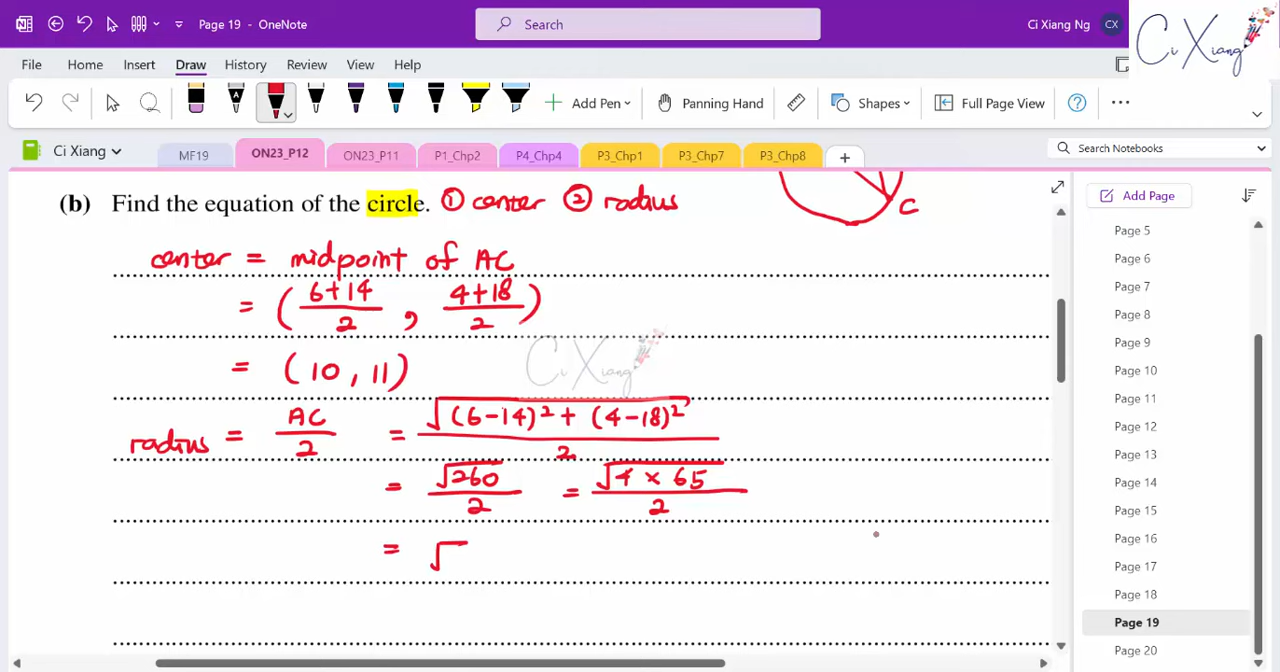 Page 19 - OneNote
Search
Ci Xiang Ng
CX
Ci Xiang
File Home Insert Draw History Review View Help
Add Pen
Panning Hand
Shapes
Full Page View
Ci Xiang
MF19
ON23_P12
ON23_P11
P1_Chp2
P4_Chp4
P3_Chp1
P3_Chp7
P3_Chp8
Search Notebooks
(b) Find the equation of the circle. ① center ② radius
C
center = midpoint of AC
= ( (6+14)/2 , (4+18)/2 )
Ci Xiang
= (10, 11)
radius = AC/2 = √((6-14)² + (4-18)²)/2
= √260/2 = √(4 × 65)/2
= √
Add Page
Page 5
Page 6
Page 7
Page 8
Page 9
Page 10
Page 11
Page 12
Page 13
Page 14
Page 15
Page 16
Page 17
Page 18
Page 19
Page 20